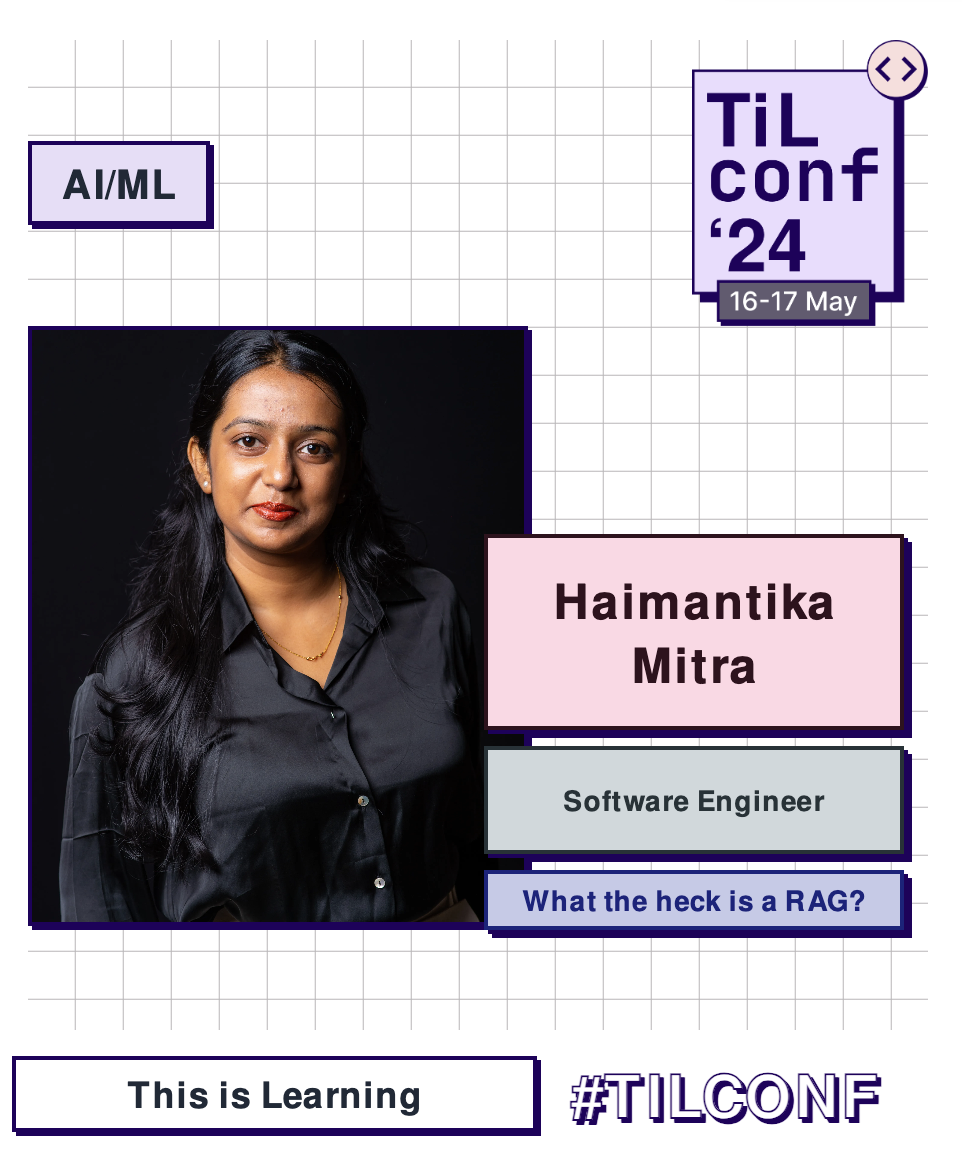 TiL
conf
‘24
16-17 May
AI/ML
Haimantika
Mitra
Software Engineer
What the heck is a RAG?
This is Learning
#TILCONF